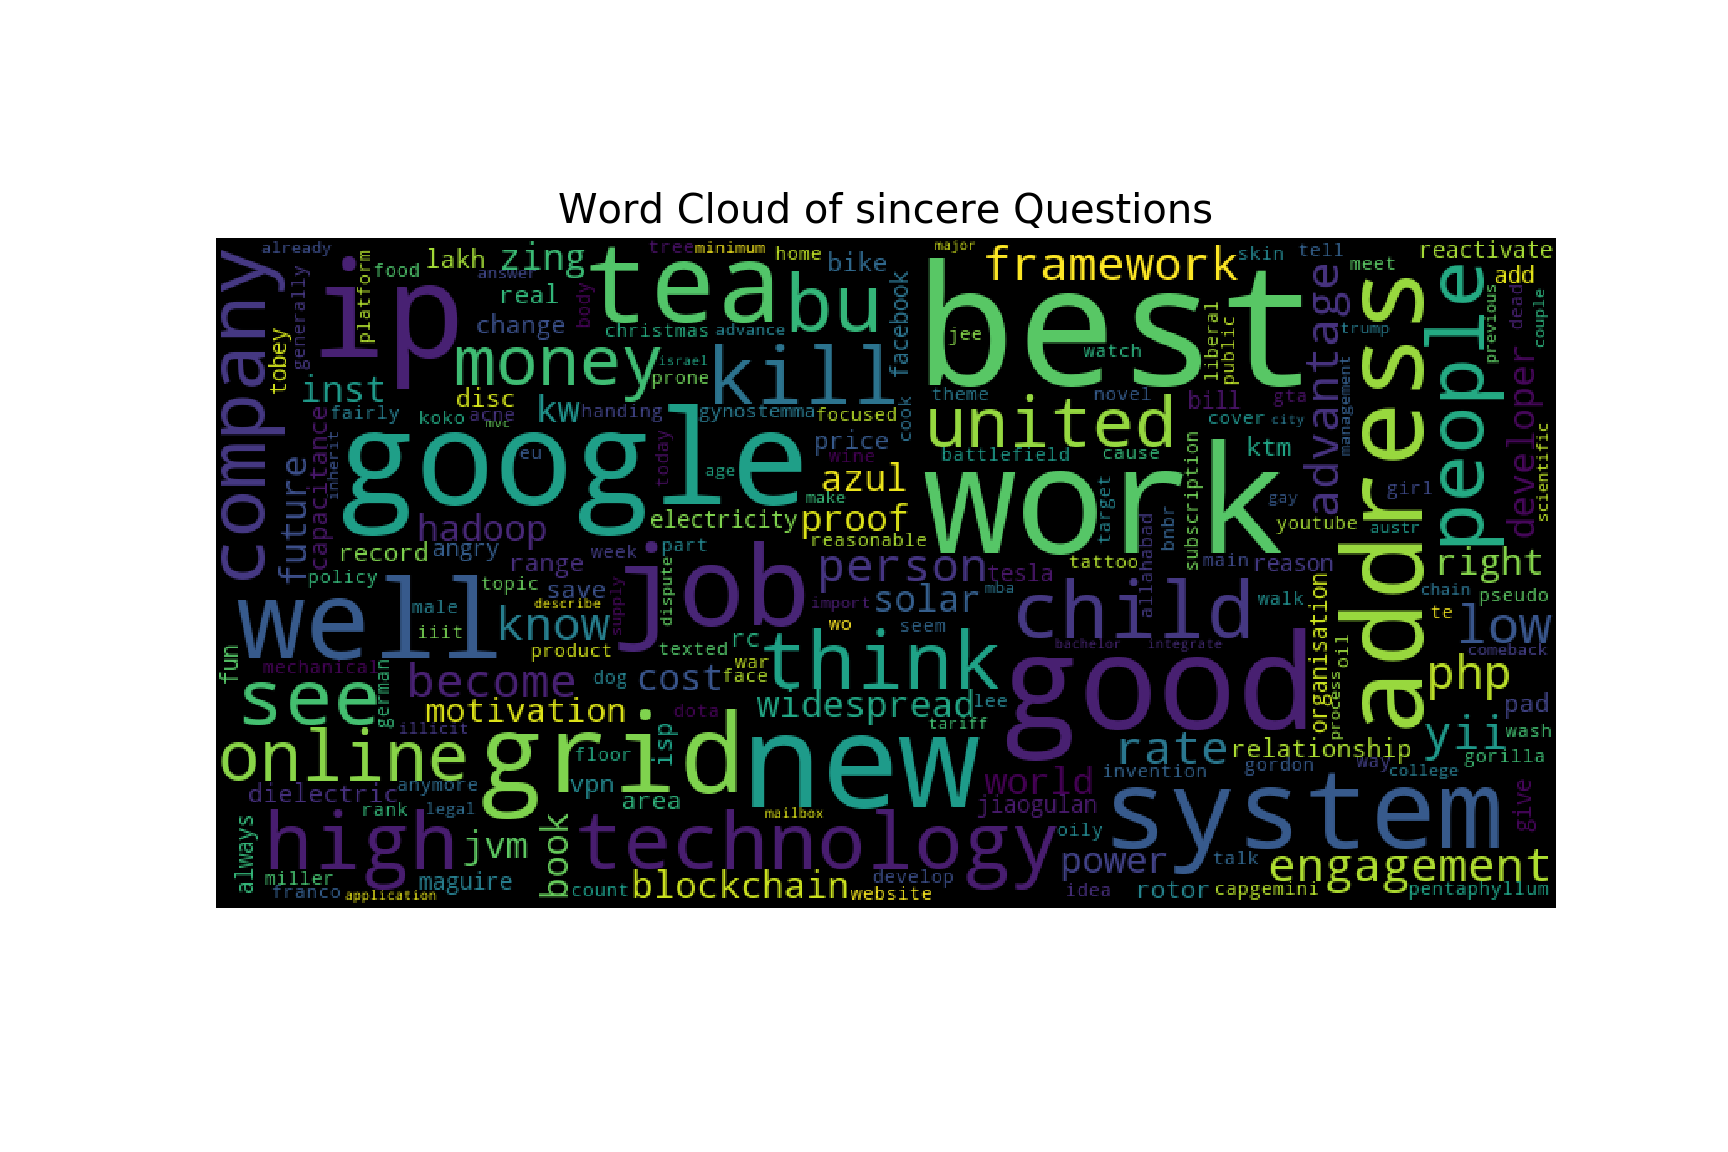 Word Cloud of sincere Questions
company
already
generally
tobey
platform
food
lakh
answer
zing
real
change
tree
minimum
home
body
christmas
advance
bike
ip
tea
bu
major
framework
skin
tell
meet
reactivate
add
best
jee
watch
liberal
public
advantage
trump
management
address
people
previous
dead
couple
money
israel
prone
kill
facebook
inst
disc
fairly
koko
acne
mvc
kw
handing
gynostemma
focused
cook
theme
novel
bill
gta
cover
city
united
battlefield
cause
ktm
developer
scientific
future
inherit
capacitance
google
eu
today
age
price
wine
azul
make
work
target
bnbr
allahabad
subscription
gay
girl
youtube
austr
hadoop
electricity
proof
reasonable
record
angry
range
week
part
policy
topic
save
describe
supply
job
dispute
person
tesla
mba
tattoo
main
reason
right
chain
pseudo
well
male
iiit
know
product
import
solar
wo
seem
child
walk
organisation
te
low
comeback
fun
mechanical
german
see
become
dog
texted
rc
war
face
cost
think
bachelor
integrate
good
oil
process
php
pad
motivation
illicit
dota
widespread
lee
tariff
rate
relationship
yii
wash
gorilla
online
grid
floor
isp
new
world
invention
gordon
way
college
dielectric
anymore
vpn
area
jiaogulan
system
give
rank
legal
mailbox
always
high
jvm
book
technology
oily
power
talk
engagement
miller
maguire
count
blockchain
develop
website
idea
rotor
capgemini
pentaphyllum
franco
application